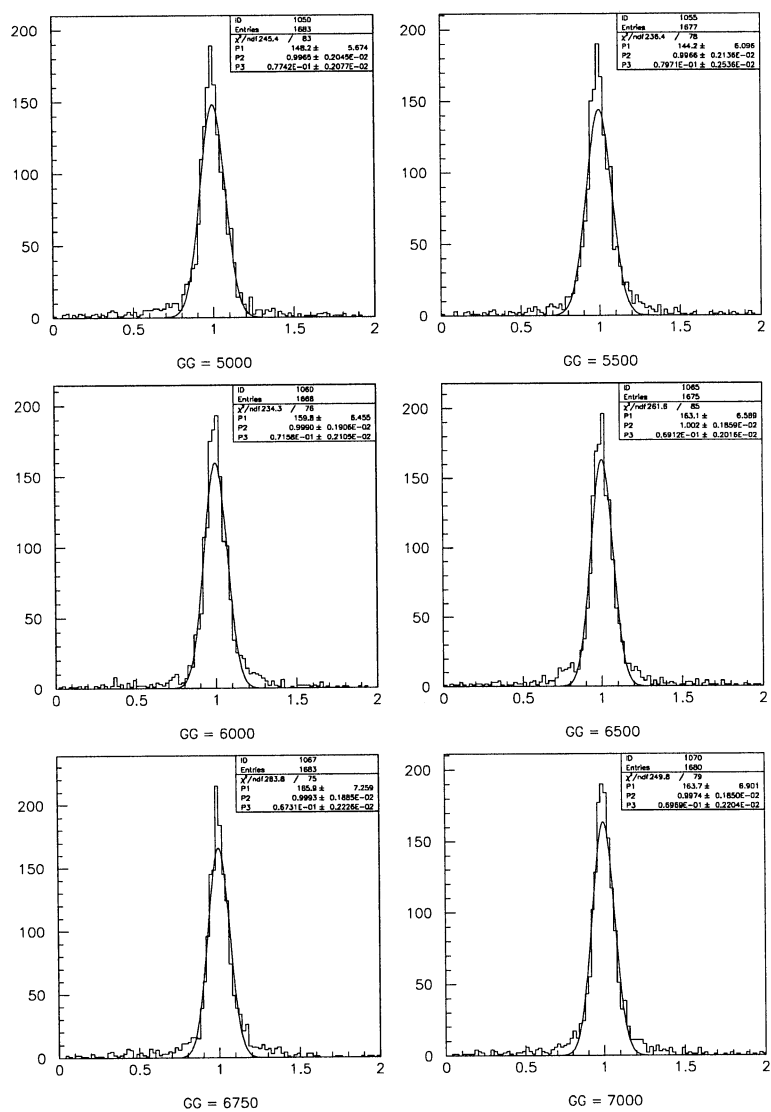 ID 1050
Entries 1683
χ²/ndf 245.4 / 83
P1 148.2 ± 5.674
P2 0.9965 ± 0.2045E-02
P3 0.7742E-01 ± 0.2077E-02
200
150
100
50
0
0 0.5 1 1.5 2
GG = 5000
ID 1055
Entries 1677
χ²/ndf 236.4 / 78
P1 144.2 ± 6.096
P2 0.9966 ± 0.2136E-02
P3 0.7971E-01 ± 0.2536E-02
200
150
100
50
0
0 0.5 1 1.5 2
GG = 5500
ID 1060
Entries 1668
χ²/ndf 234.3 / 76
P1 159.8 ± 6.455
P2 0.9990 ± 0.1906E-02
P3 0.7158E-01 ± 0.2105E-02
200
150
100
50
0
0 0.5 1 1.5 2
GG = 6000
ID 1065
Entries 1675
χ²/ndf 261.6 / 85
P1 163.1 ± 6.589
P2 1.002 ± 0.1859E-02
P3 0.6912E-01 ± 0.2016E-02
200
150
100
50
0
0 0.5 1 1.5 2
GG = 6500
ID 1067
Entries 1683
χ²/ndf 283.8 / 75
P1 165.9 ± 7.259
P2 0.9993 ± 0.1885E-02
P3 0.6731E-01 ± 0.2226E-02
200
150
100
50
0
0 0.5 1 1.5 2
GG = 6750
ID 1070
Entries 1680
χ²/ndf 249.8 / 79
P1 163.7 ± 6.901
P2 0.9974 ± 0.1850E-02
P3 0.6969E-01 ± 0.2204E-02
200
150
100
50
0
0 0.5 1 1.5 2
GG = 7000